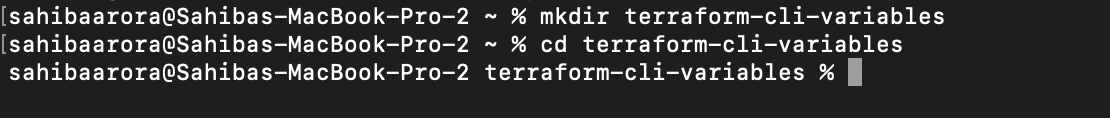 [sahibaarora@Sahibas-MacBook-Pro-2 ~ % mkdir terraform-cli-variables
[sahibaarora@Sahibas-MacBook-Pro-2 ~ % cd terraform-cli-variables
sahibaarora@Sahibas-MacBook-Pro-2 terraform-cli-variables %